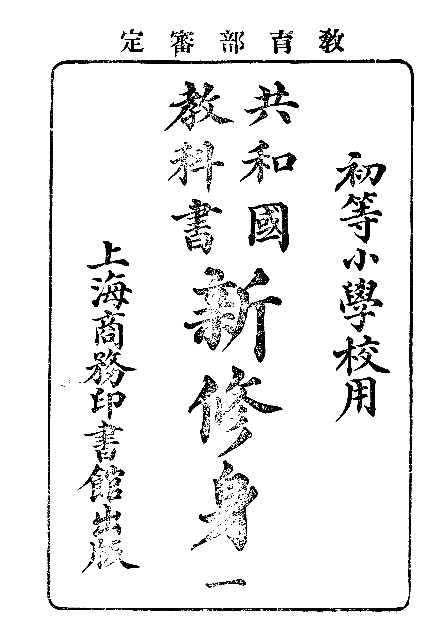 教育部審定
初等小學校用
共和國
教科書
新修身
一
上海商務印書館出版